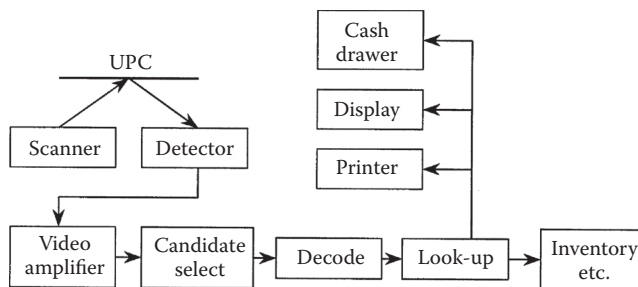 Cash
drawer
UPC
Display
Scanner
Detector
Printer
Video
amplifier
Candidate
select
Decode
Look-up
Inventory
etc.